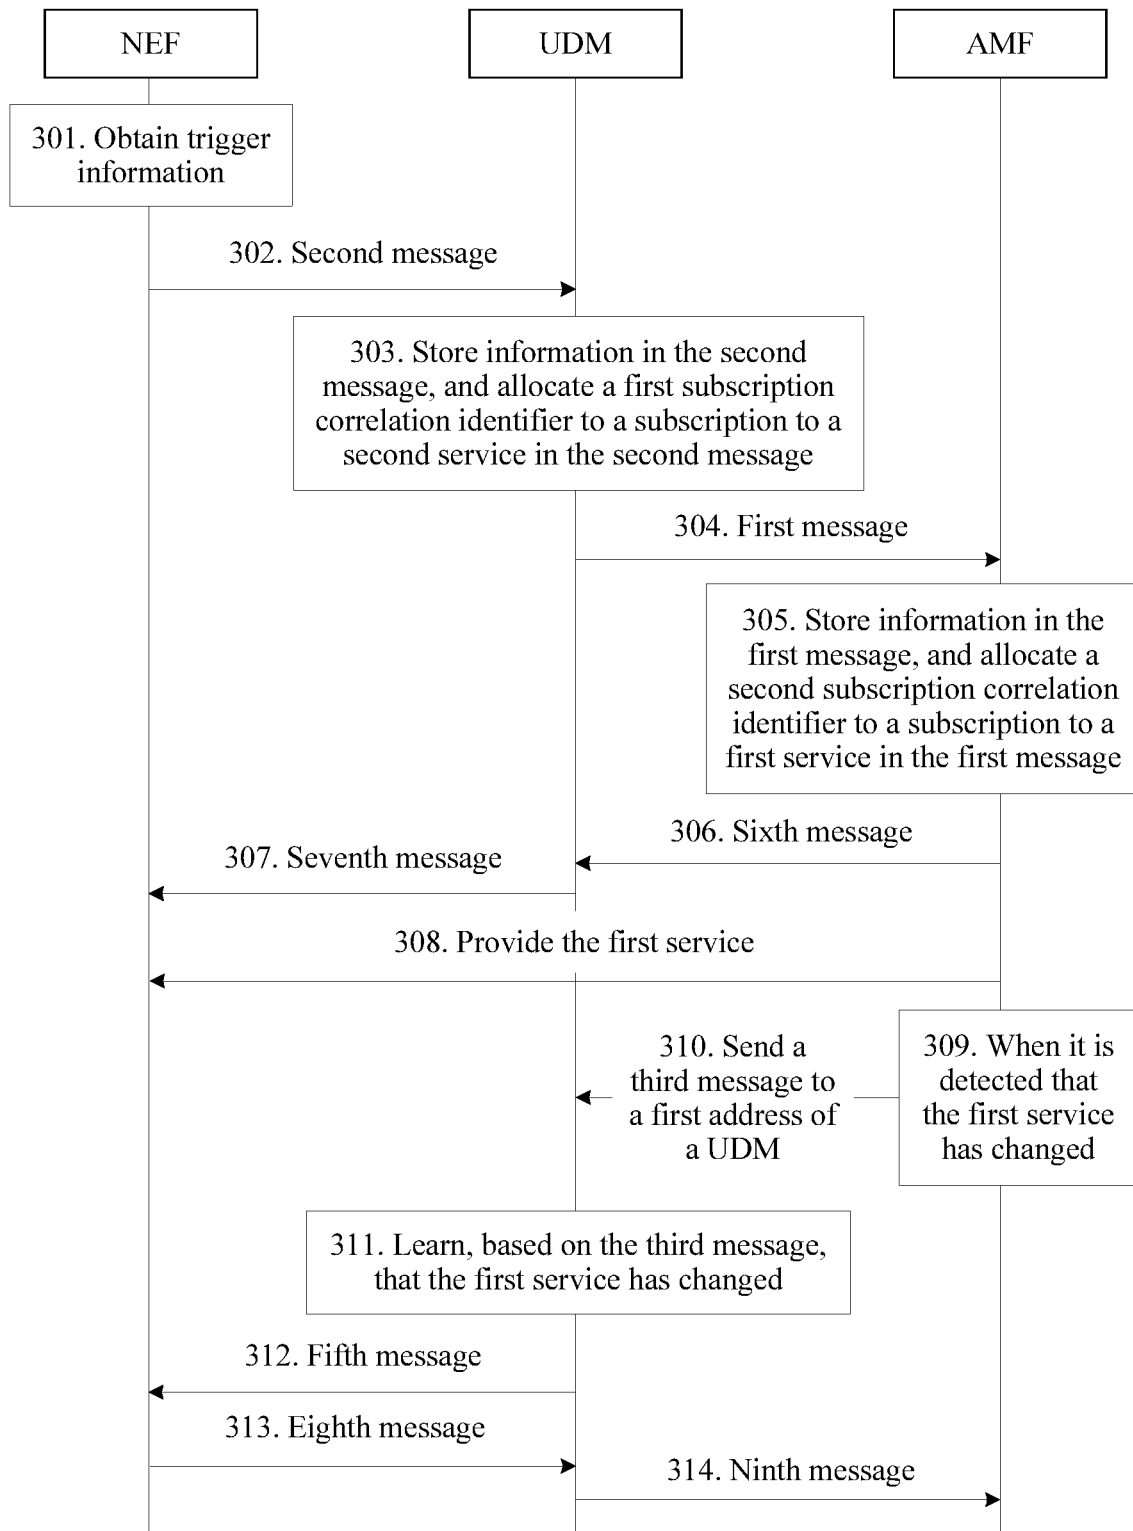 NEF
UDM
AMF
301. Obtain trigger
information
302. Second message
303. Store information in the second
message, and allocate a first subscription
correlation identifier to a subscription to a
second service in the second message
304. First message
305. Store information in the
first message, and allocate a
second subscription correlation
identifier to a subscription to a
first service in the first message
306. Sixth message
307. Seventh message
308. Provide the first service
309. When it is
detected that
the first service
has changed
310. Send a
third message to
a first address of
a UDM
311. Learn, based on the third message,
that the first service has changed
312. Fifth message
313. Eighth message
314. Ninth message